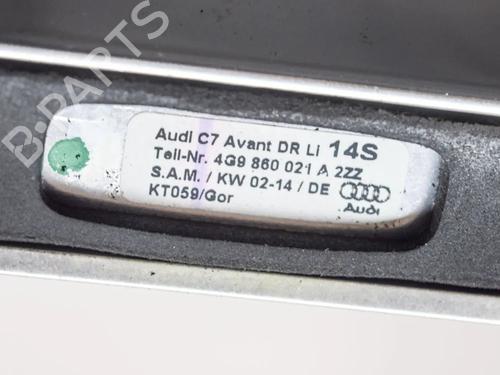 B-PARTS
Audi C7 Avant DR Li 14S
Teil-Nr. 4G9 860 021 A 2ZZ
S.A.M. / KW 02-14 / DE
KT059/Gor
Audi